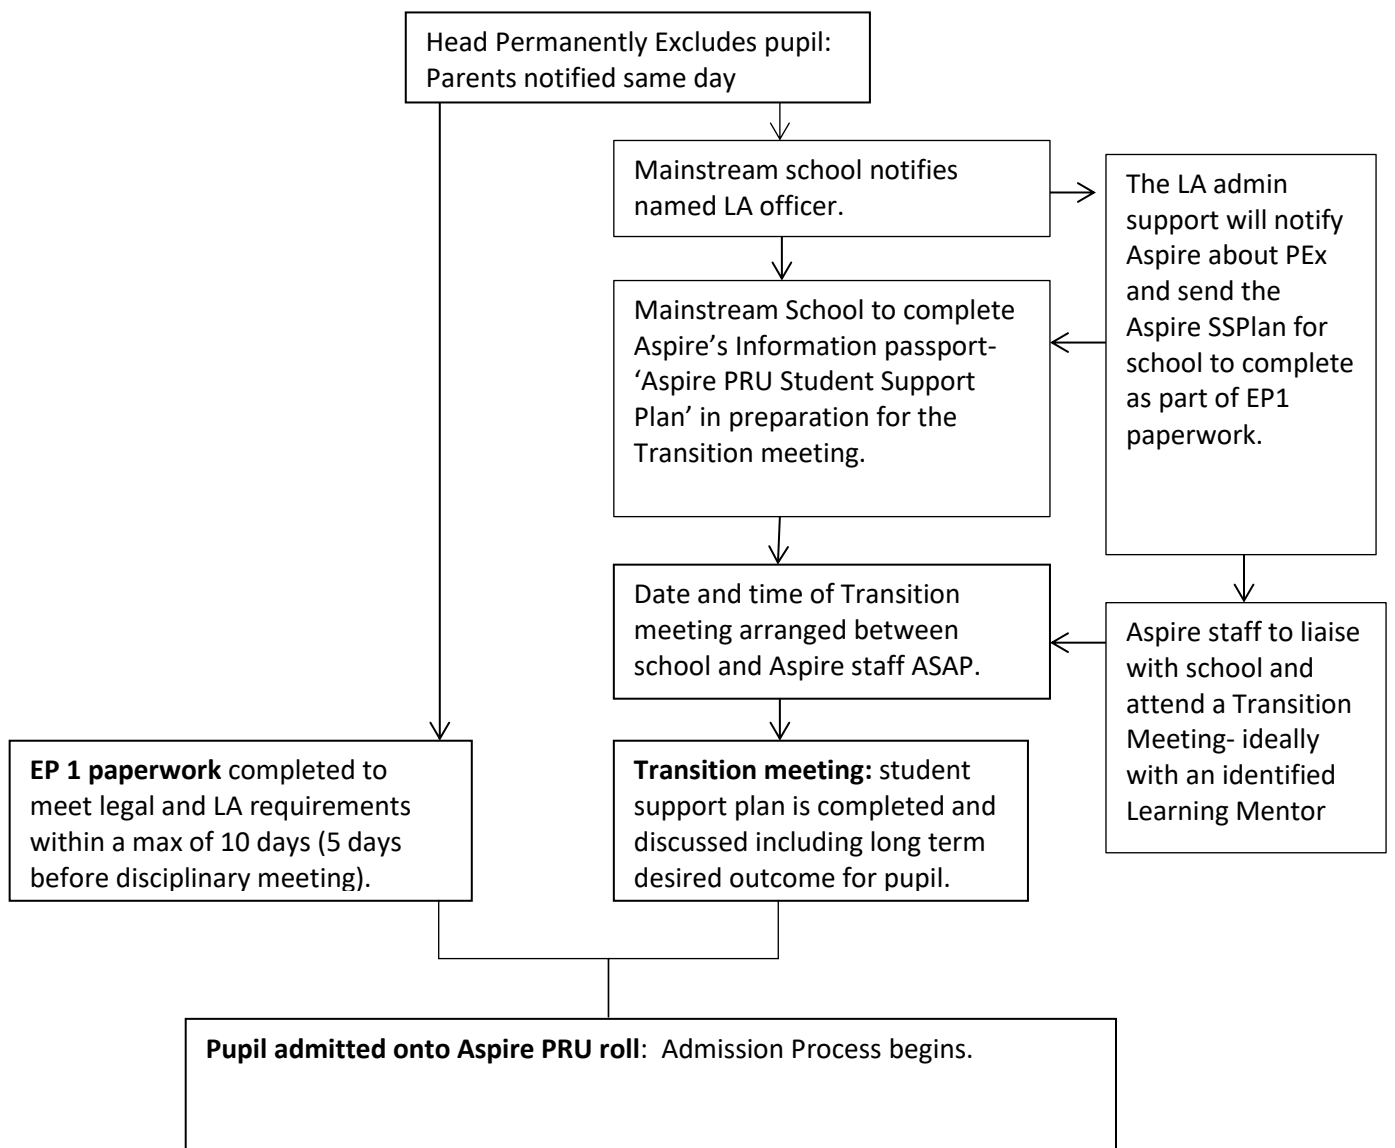 Head Permanently Excludes pupil:
Parents notified same day
Mainstream school notifies
named LA officer.
The LA admin
support will notify
Aspire about PEx
and send the
Aspire SSPlan for
school to complete
as part of EP1
paperwork.
Mainstream School to complete
Aspire’s Information passport-
‘Aspire PRU Student Support
Plan’ in preparation for the
Transition meeting.
Date and time of Transition
meeting arranged between
school and Aspire staff ASAP.
Aspire staff to liaise
with school and
attend a Transition
Meeting- ideally
with an identified
Learning Mentor
EP 1 paperwork completed to
meet legal and LA requirements
within a max of 10 days (5 days
before disciplinary meeting).
Transition meeting: student
support plan is completed and
discussed including long term
desired outcome for pupil.
Pupil admitted onto Aspire PRU roll:  Admission Process begins.